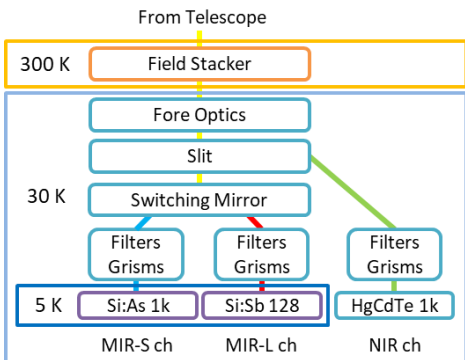 From Telescope
300 K
Field Stacker
Fore Optics
Slit
30 K
Switching Mirror
Filters Grisms
Filters Grisms
Filters Grisms
5 K
Si:As 1k
Si:Sb 128
HgCdTe 1k
MIR-S ch
MIR-L ch
NIR ch